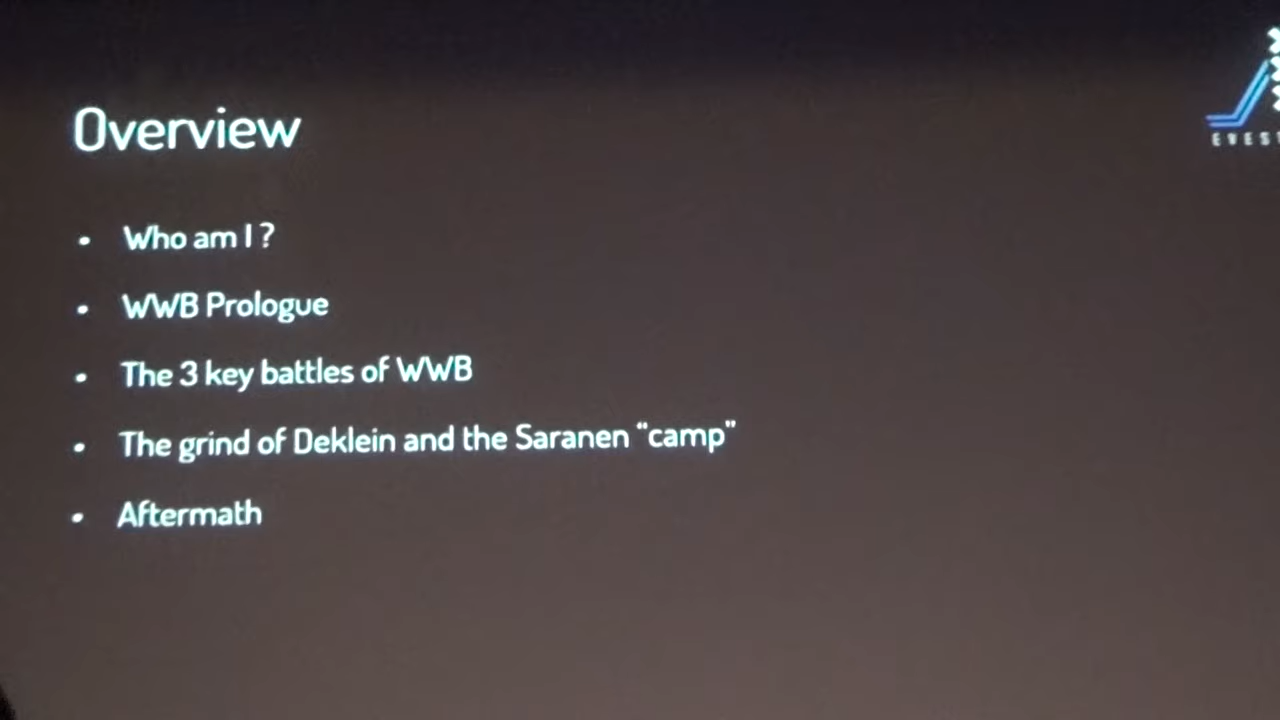 Overview
• Who am I ?
• WWB Prologue
• The 3 key battles of WWB
• The grind of Deklein and the Saranen “camp”
• Aftermath